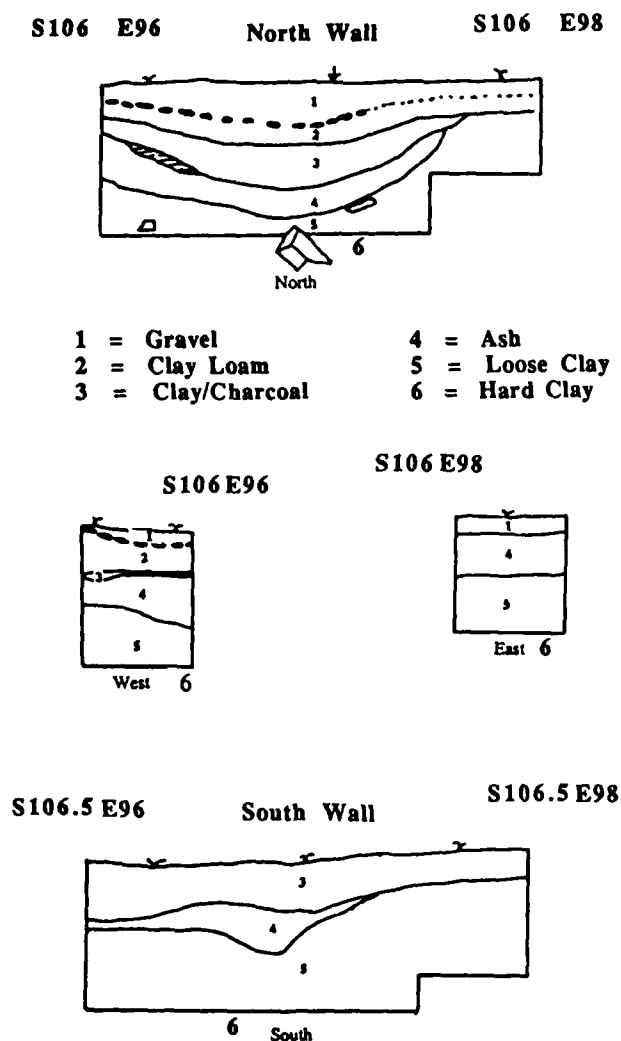 S106 E96 North Wall S106 E98
1
2
3
4
5
6
North
1 = Gravel 4 = Ash
2 = Clay Loam 5 = Loose Clay
3 = Clay/Charcoal 6 = Hard Clay
S106 E98
S106 E96
1
2
3
4
5
West 6
1
4
5
East 6
S106.5 E96 South Wall S106.5 E98
3
4
5
6 South